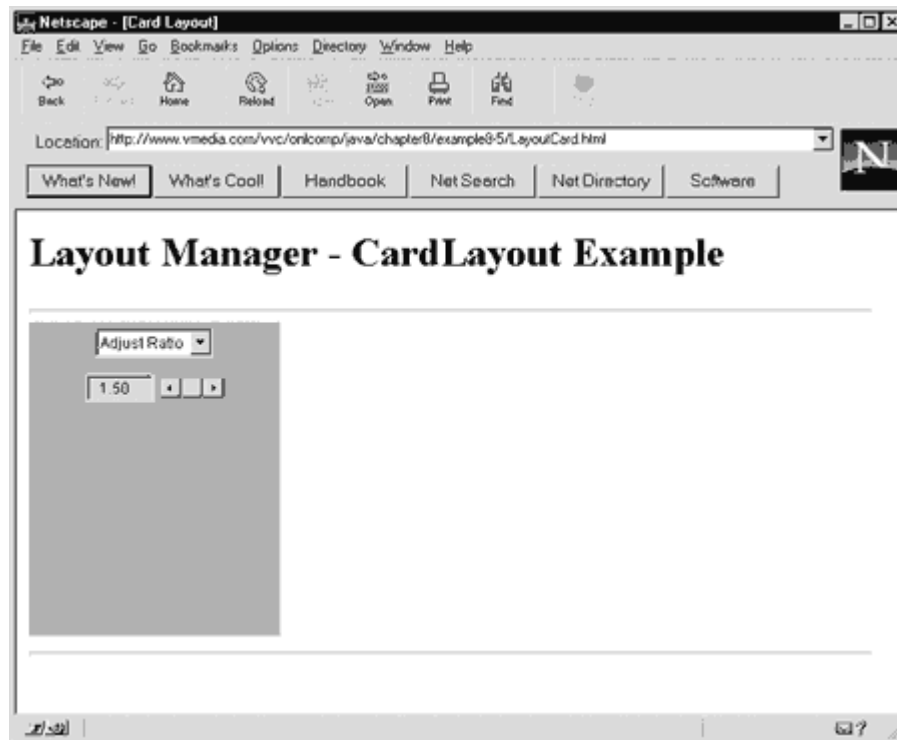 Netscape - [Card Layout]
File Edit View Go Bookmarks Options Directory Window Help
Back Home Reload Open Print Find
Location: http://www.vmedia.com/vvc/onlcomp/java/chapter8/example8-5/LayoutCard.html
N
What's New! What's Cool! Handbook Net Search Net Directory Software
Layout Manager - CardLayout Example
Adjust Ratio
1.50